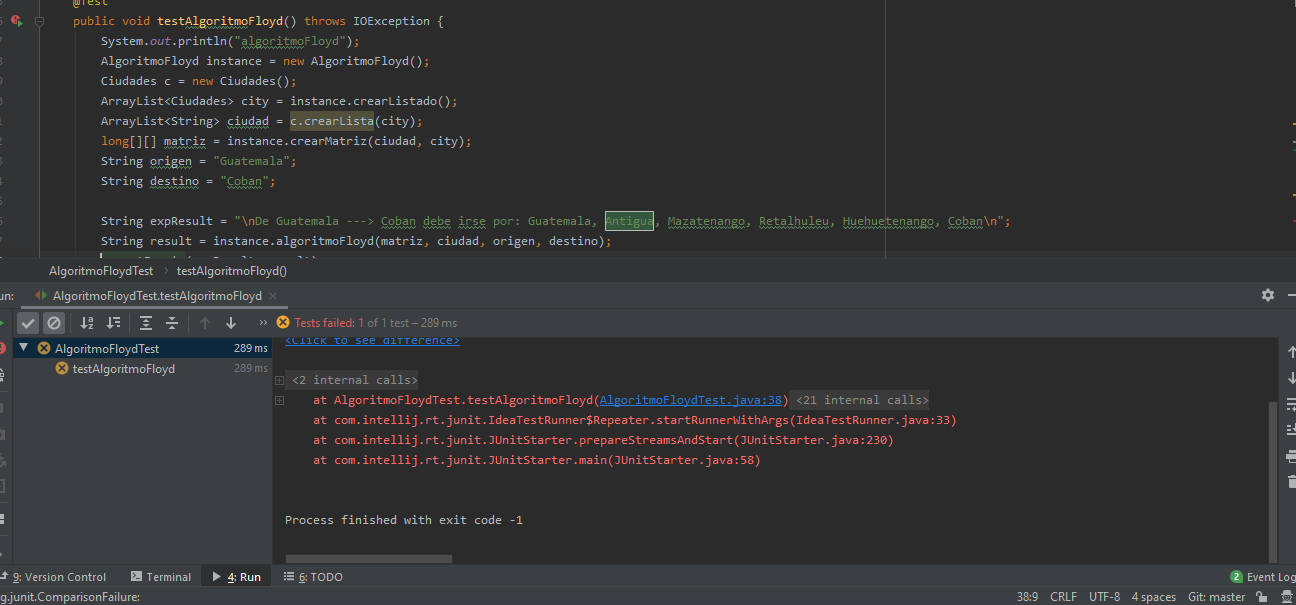 @Test
public void testAlgoritmoFloyd() throws IOException {
System.out.println("algoritmoFloyd");
AlgoritmoFloyd instance = new AlgoritmoFloyd();
Ciudades c = new Ciudades();
ArrayList<Ciudades> city = instance.crearListado();
ArrayList<String> ciudad = c.crearLista(city);
long[][] matriz = instance.crearMatriz(ciudad, city);
String origen = "Guatemala";
String destino = "Coban";
String expResult = "\nDe Guatemala ---> Coban debe irse por: Guatemala, Antigua, Mazatenango, Retalhuleu, Huehuetenango, Coban\n";
String result = instance.algoritmoFloyd(matriz, ciudad, origen, destino);
AlgoritmoFloydTest › testAlgoritmoFloyd()
un: AlgoritmoFloydTest.testAlgoritmoFloyd ×
» Tests failed: 1 of 1 test – 289 ms
AlgoritmoFloydTest 289 ms
testAlgoritmoFloyd 289 ms
<Click to see difference>
<2 internal calls>
at AlgoritmoFloydTest.testAlgoritmoFloyd(AlgoritmoFloydTest.java:38) <21 internal calls>
at com.intellij.rt.junit.IdeaTestRunner$Repeater.startRunnerWithArgs(IdeaTestRunner.java:33)
at com.intellij.rt.junit.JUnitStarter.prepareStreamsAndStart(JUnitStarter.java:230)
at com.intellij.rt.junit.JUnitStarter.main(JUnitStarter.java:58)
Process finished with exit code -1
9: Version Control Terminal 4: Run 6: TODO 2 Event Log
g.junit.ComparisonFailure: 38:9 CRLF UTF-8 4 spaces Git: master